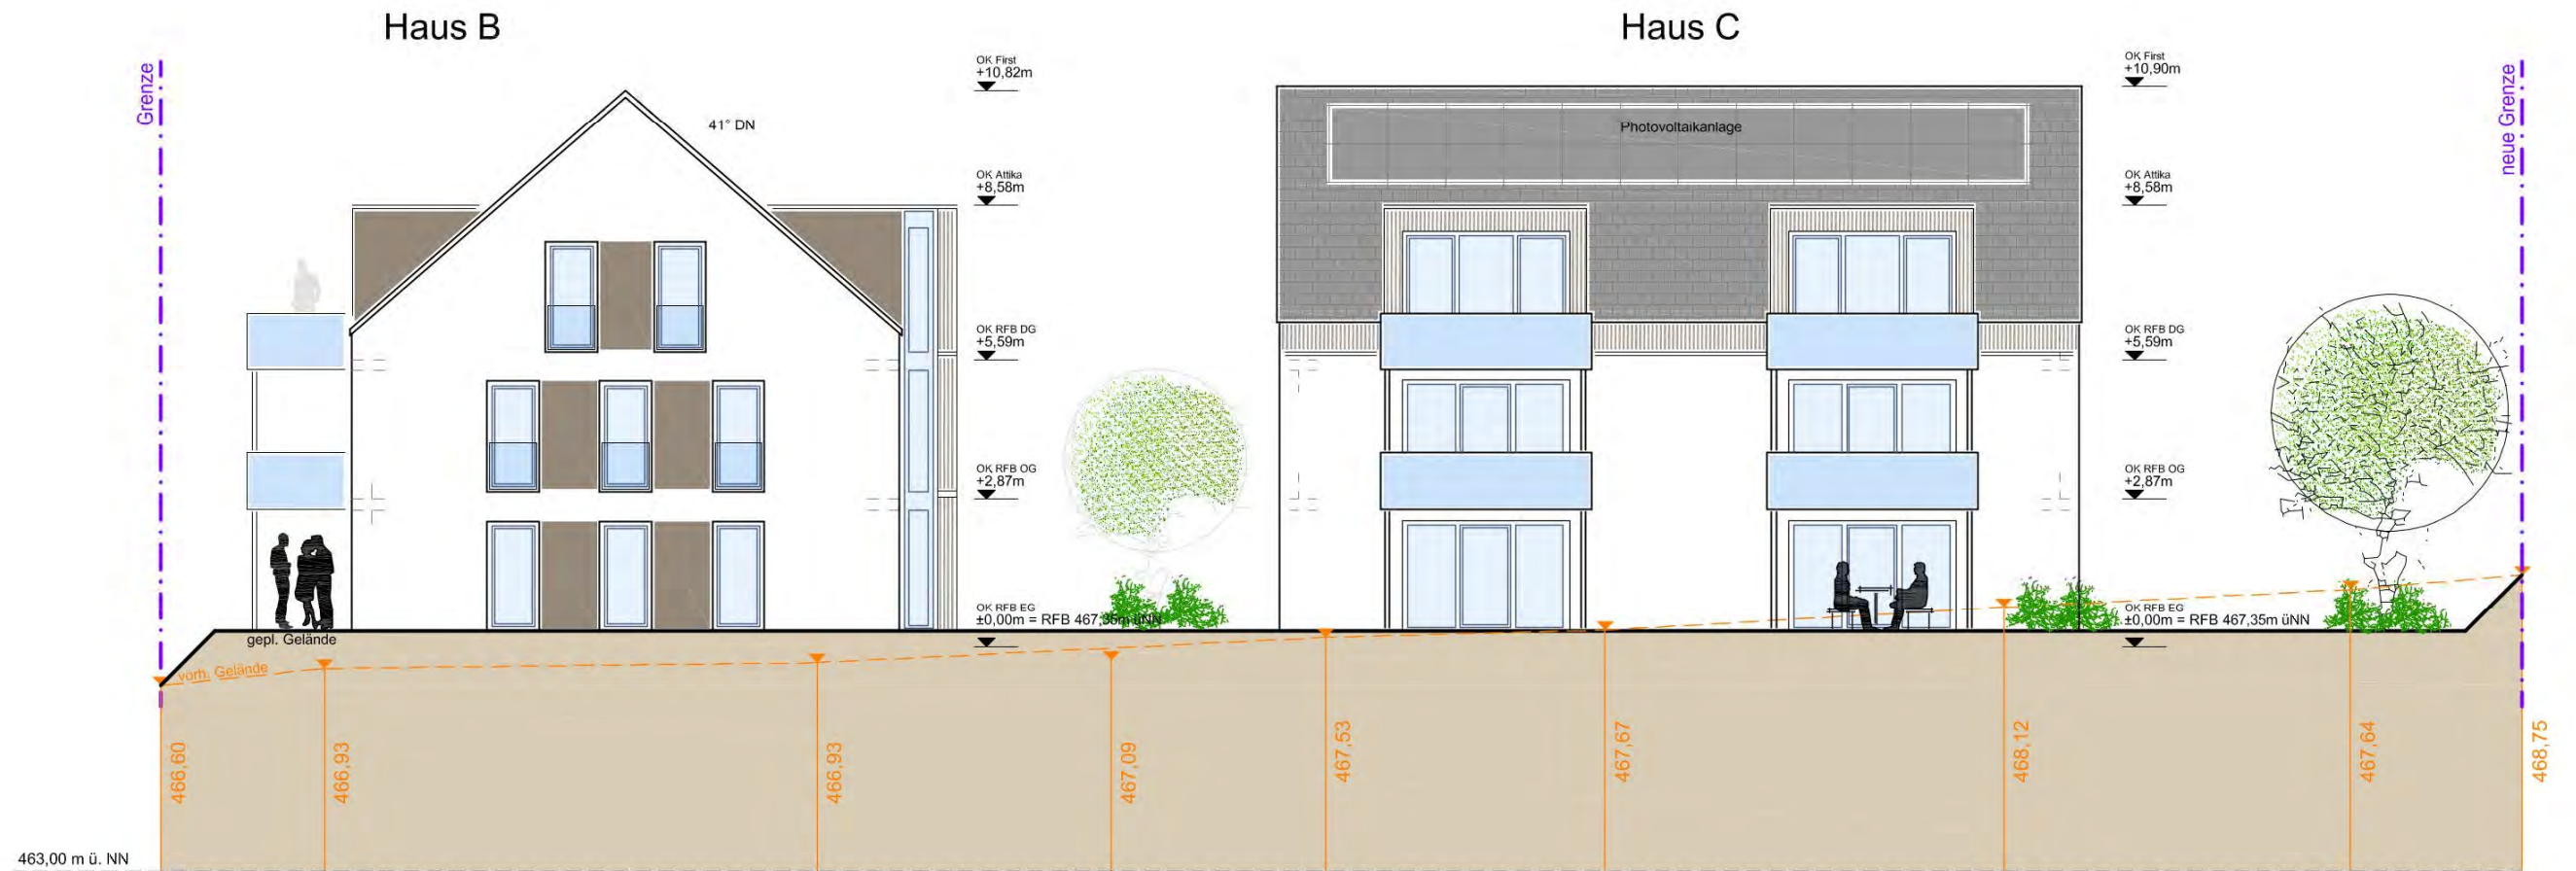 Haus B
Haus C
Grenze
OK First
+10,82m
41° DN
OK Attika
+8,58m
OK RFB DG
+5,59m
OK RFB OG
+2,87m
OK RFB EG
±0,00m = RFB 467,35m üNN
gepl. Gelände
vorh. Gelände
Photovoltaikanlage
OK First
+10,90m
OK Attika
+8,58m
OK RFB DG
+5,59m
OK RFB OG
+2,87m
OK RFB EG
±0,00m = RFB 467,35m üNN
neue Grenze
466,60
466,93
466,93
467,09
467,53
467,67
468,12
467,64
468,75
463,00 m ü. NN